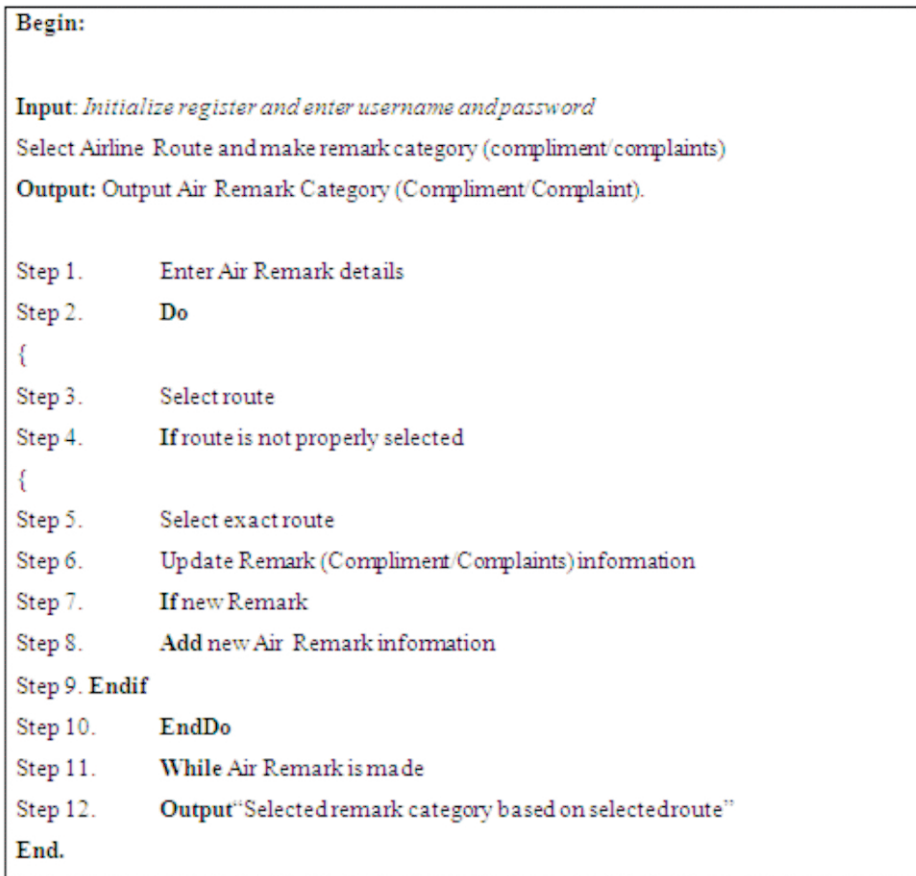 Begin:
Input: Initialize register and enter username and password
Select Airline Route and make remark category (compliment/complaints)
Output: Output Air Remark Category (Compliment/Complaint).
Step 1. Enter Air Remark details
Step 2. Do
{
Step 3. Select route
Step 4. If route is not properly selected
{
Step 5. Select exact route
Step 6. Update Remark (Compliment/Complaints) information
Step 7. If new Remark
Step 8. Add new Air Remark information
Step 9. Endif
Step 10. EndDo
Step 11. While Air Remark is made
Step 12. Output “Selected remark category based on selected route”
End.